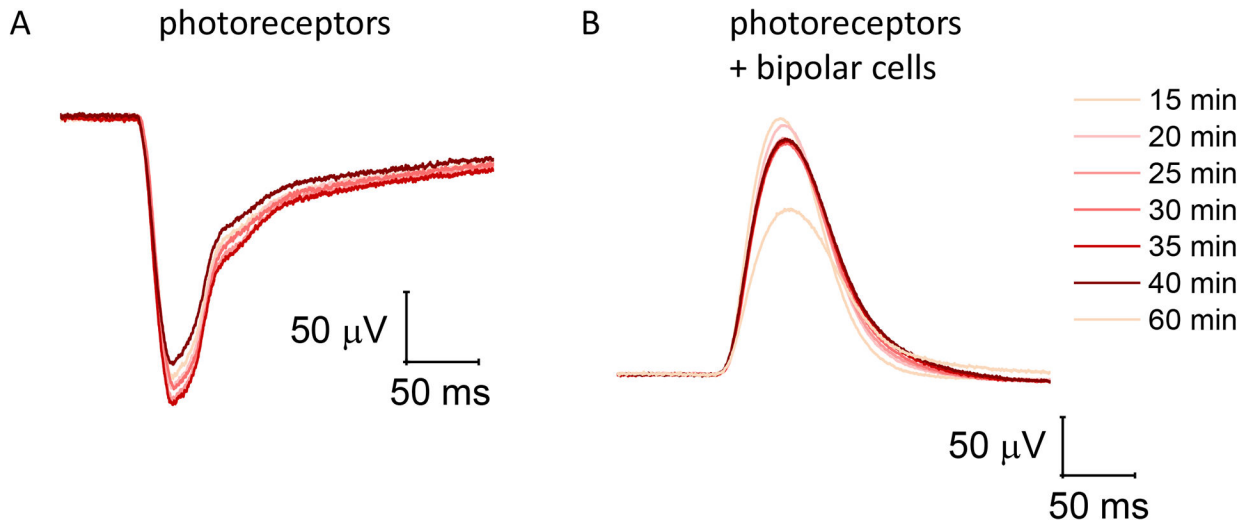 A
photoreceptors
B
photoreceptors
+ bipolar cells
15 min
20 min
25 min
30 min
35 min
40 min
60 min
50 μV
50 ms
50 μV
50 ms